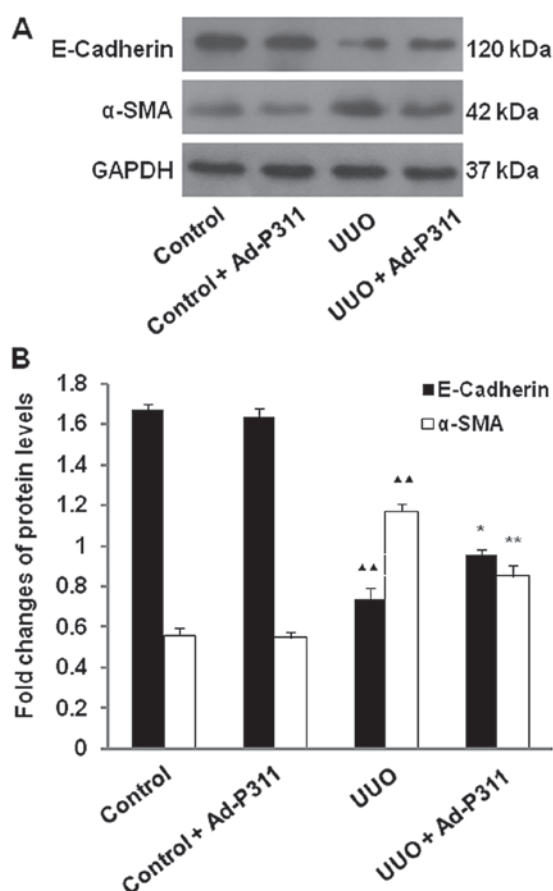 A
E-Cadherin 120 kDa
α-SMA 42 kDa
GAPDH 37 kDa
Control
Control + Ad-P311
UUO
UUO + Ad-P311
B
Fold changes of protein levels
1.8
1.6
1.4
1.2
1
0.8
0.6
0.4
0.2
0
E-Cadherin
α-SMA
▲▲
▲▲
*
**
Control
Control + Ad-P311
UUO
UUO + Ad-P311